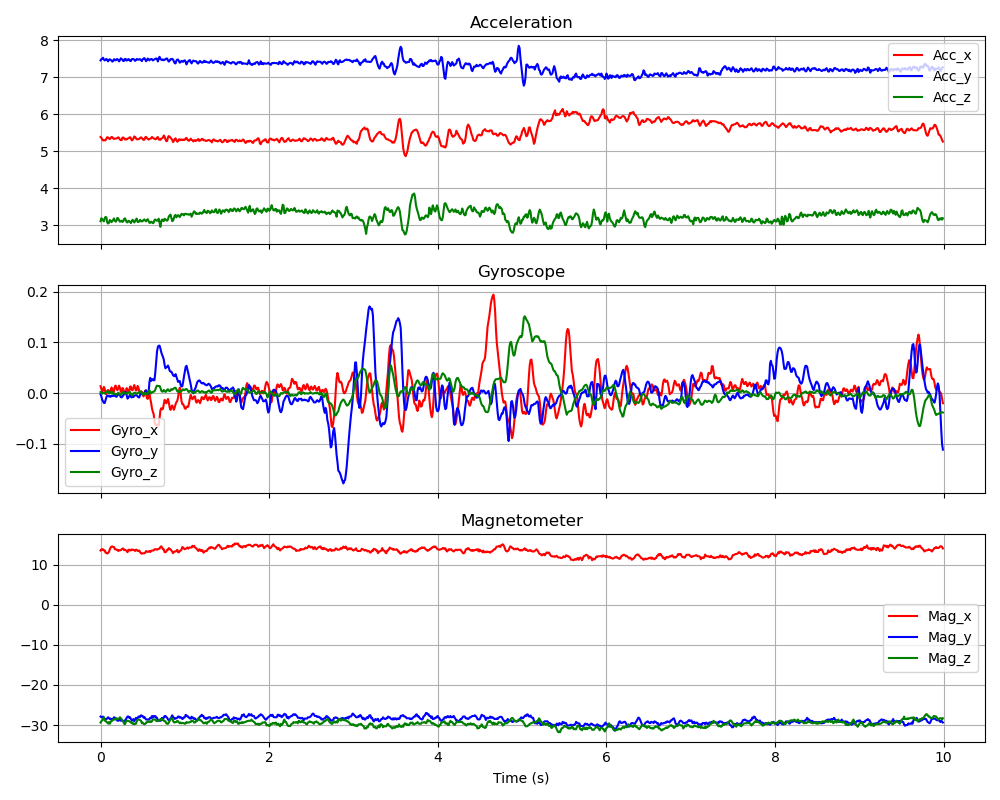 Acceleration
8
7
6
5
4
3
Acc_x
Acc_y
Acc_z
Gyroscope
0.2
0.1
0.0
−0.1
Gyro_x
Gyro_y
Gyro_z
Magnetometer
10
0
−10
−20
−30
Mag_x
Mag_y
Mag_z
0 2 4 6 8 10
Time (s)